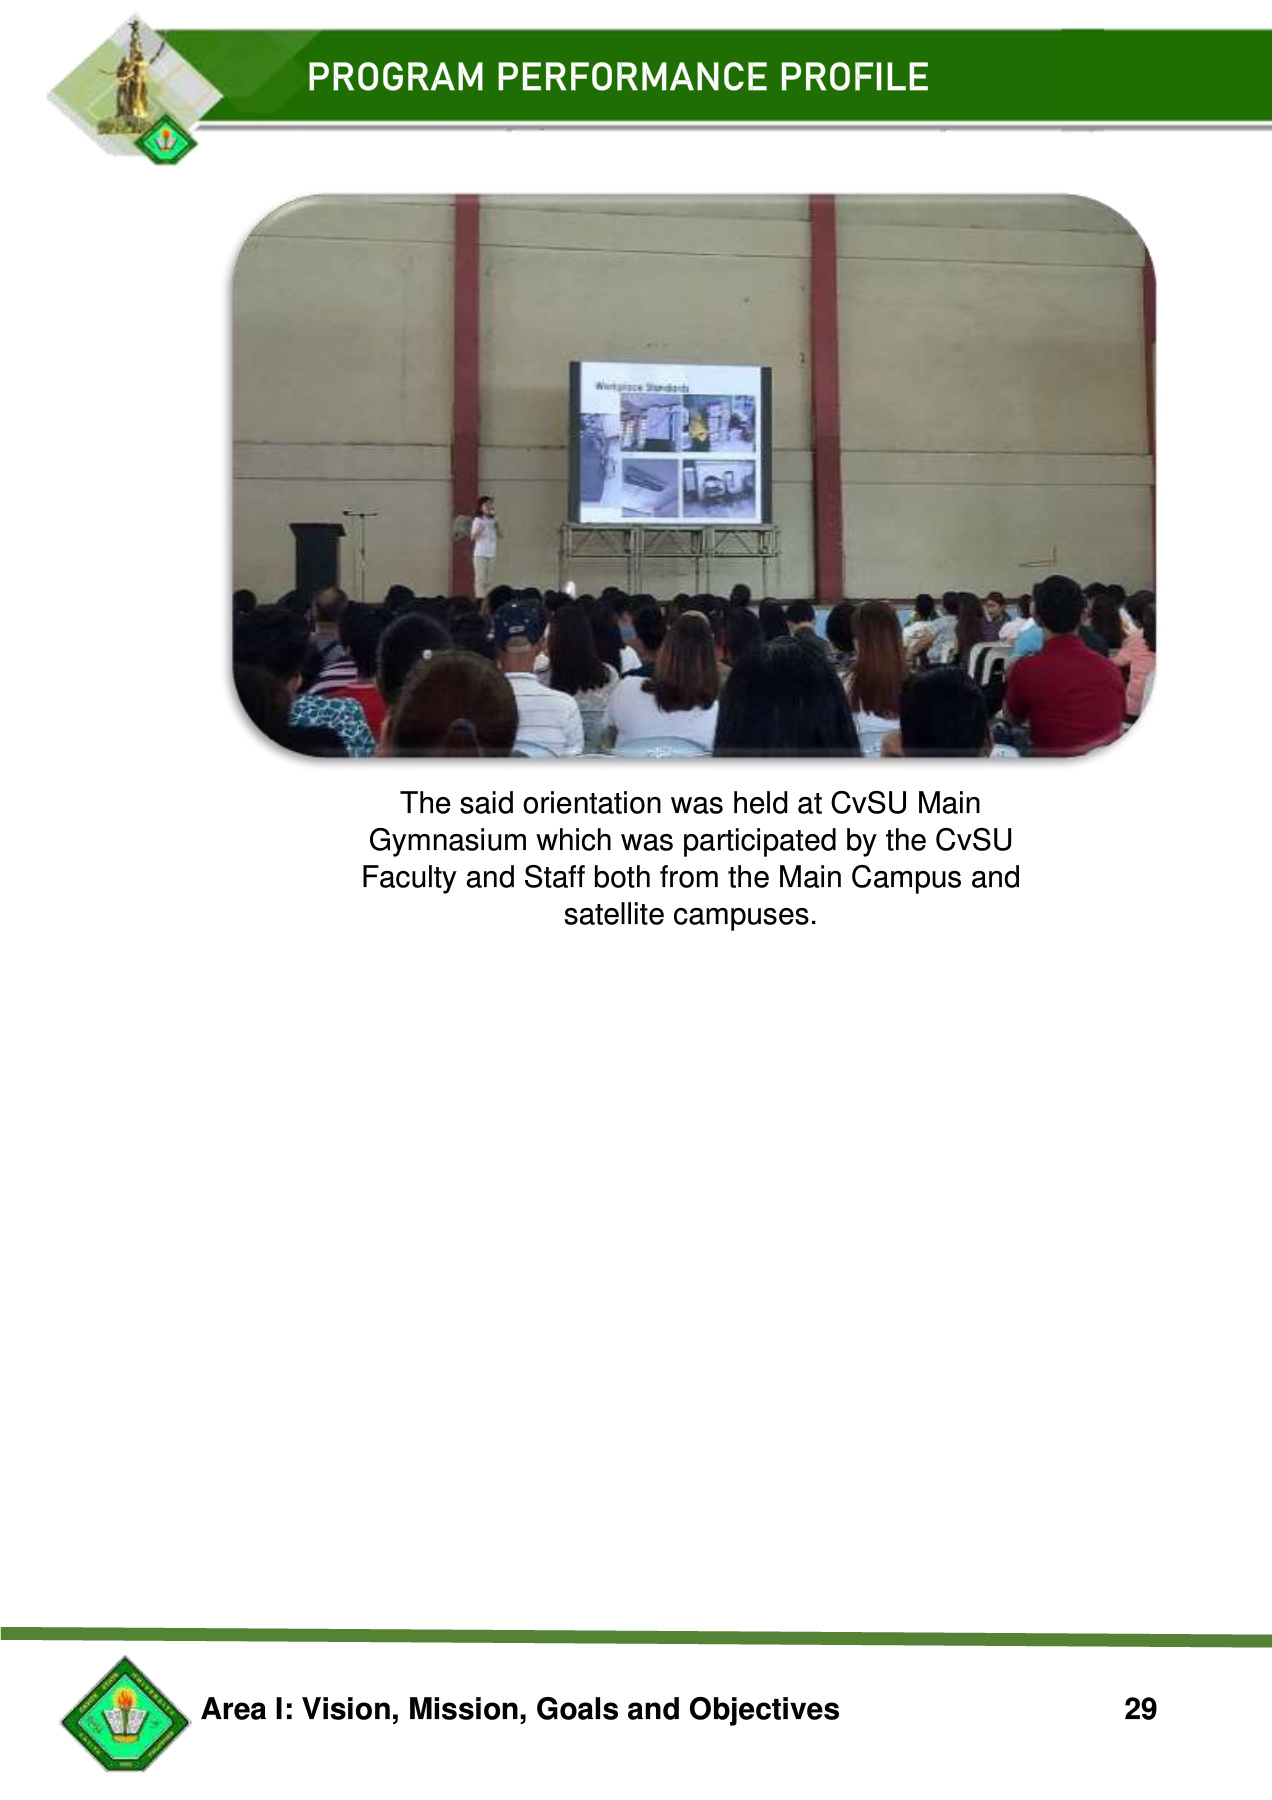 PROGRAM PERFORMANCE PROFILE
Workplace Standards
The said orientation was held at CvSU Main
Gymnasium which was participated by the CvSU
Faculty and Staff both from the Main Campus and
satellite campuses.
Area I: Vision, Mission, Goals and Objectives
29